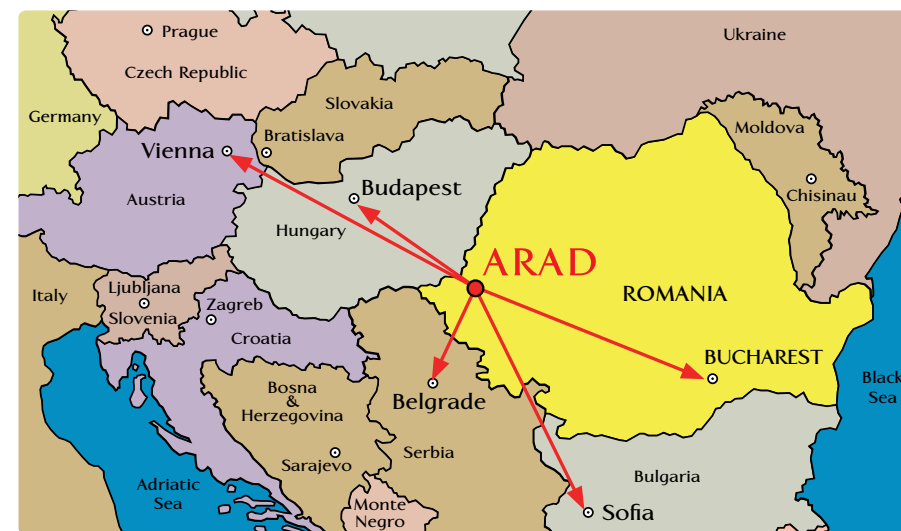 Prague
Ukraine
Czech Republic
Slovakia
Germany
Moldova
Bratislava
Vienna
Budapest
Chisinau
Austria
Hungary
ARAD
Ljubljana
Italy
ROMANIA
Zagreb
Slovenia
Croatia
BUCHAREST
Black
Sea
Bosna
&
Herzegovina
Belgrade
Serbia
Sarajevo
Bulgaria
Adriatic
Sea
Monte
Negro
Sofia